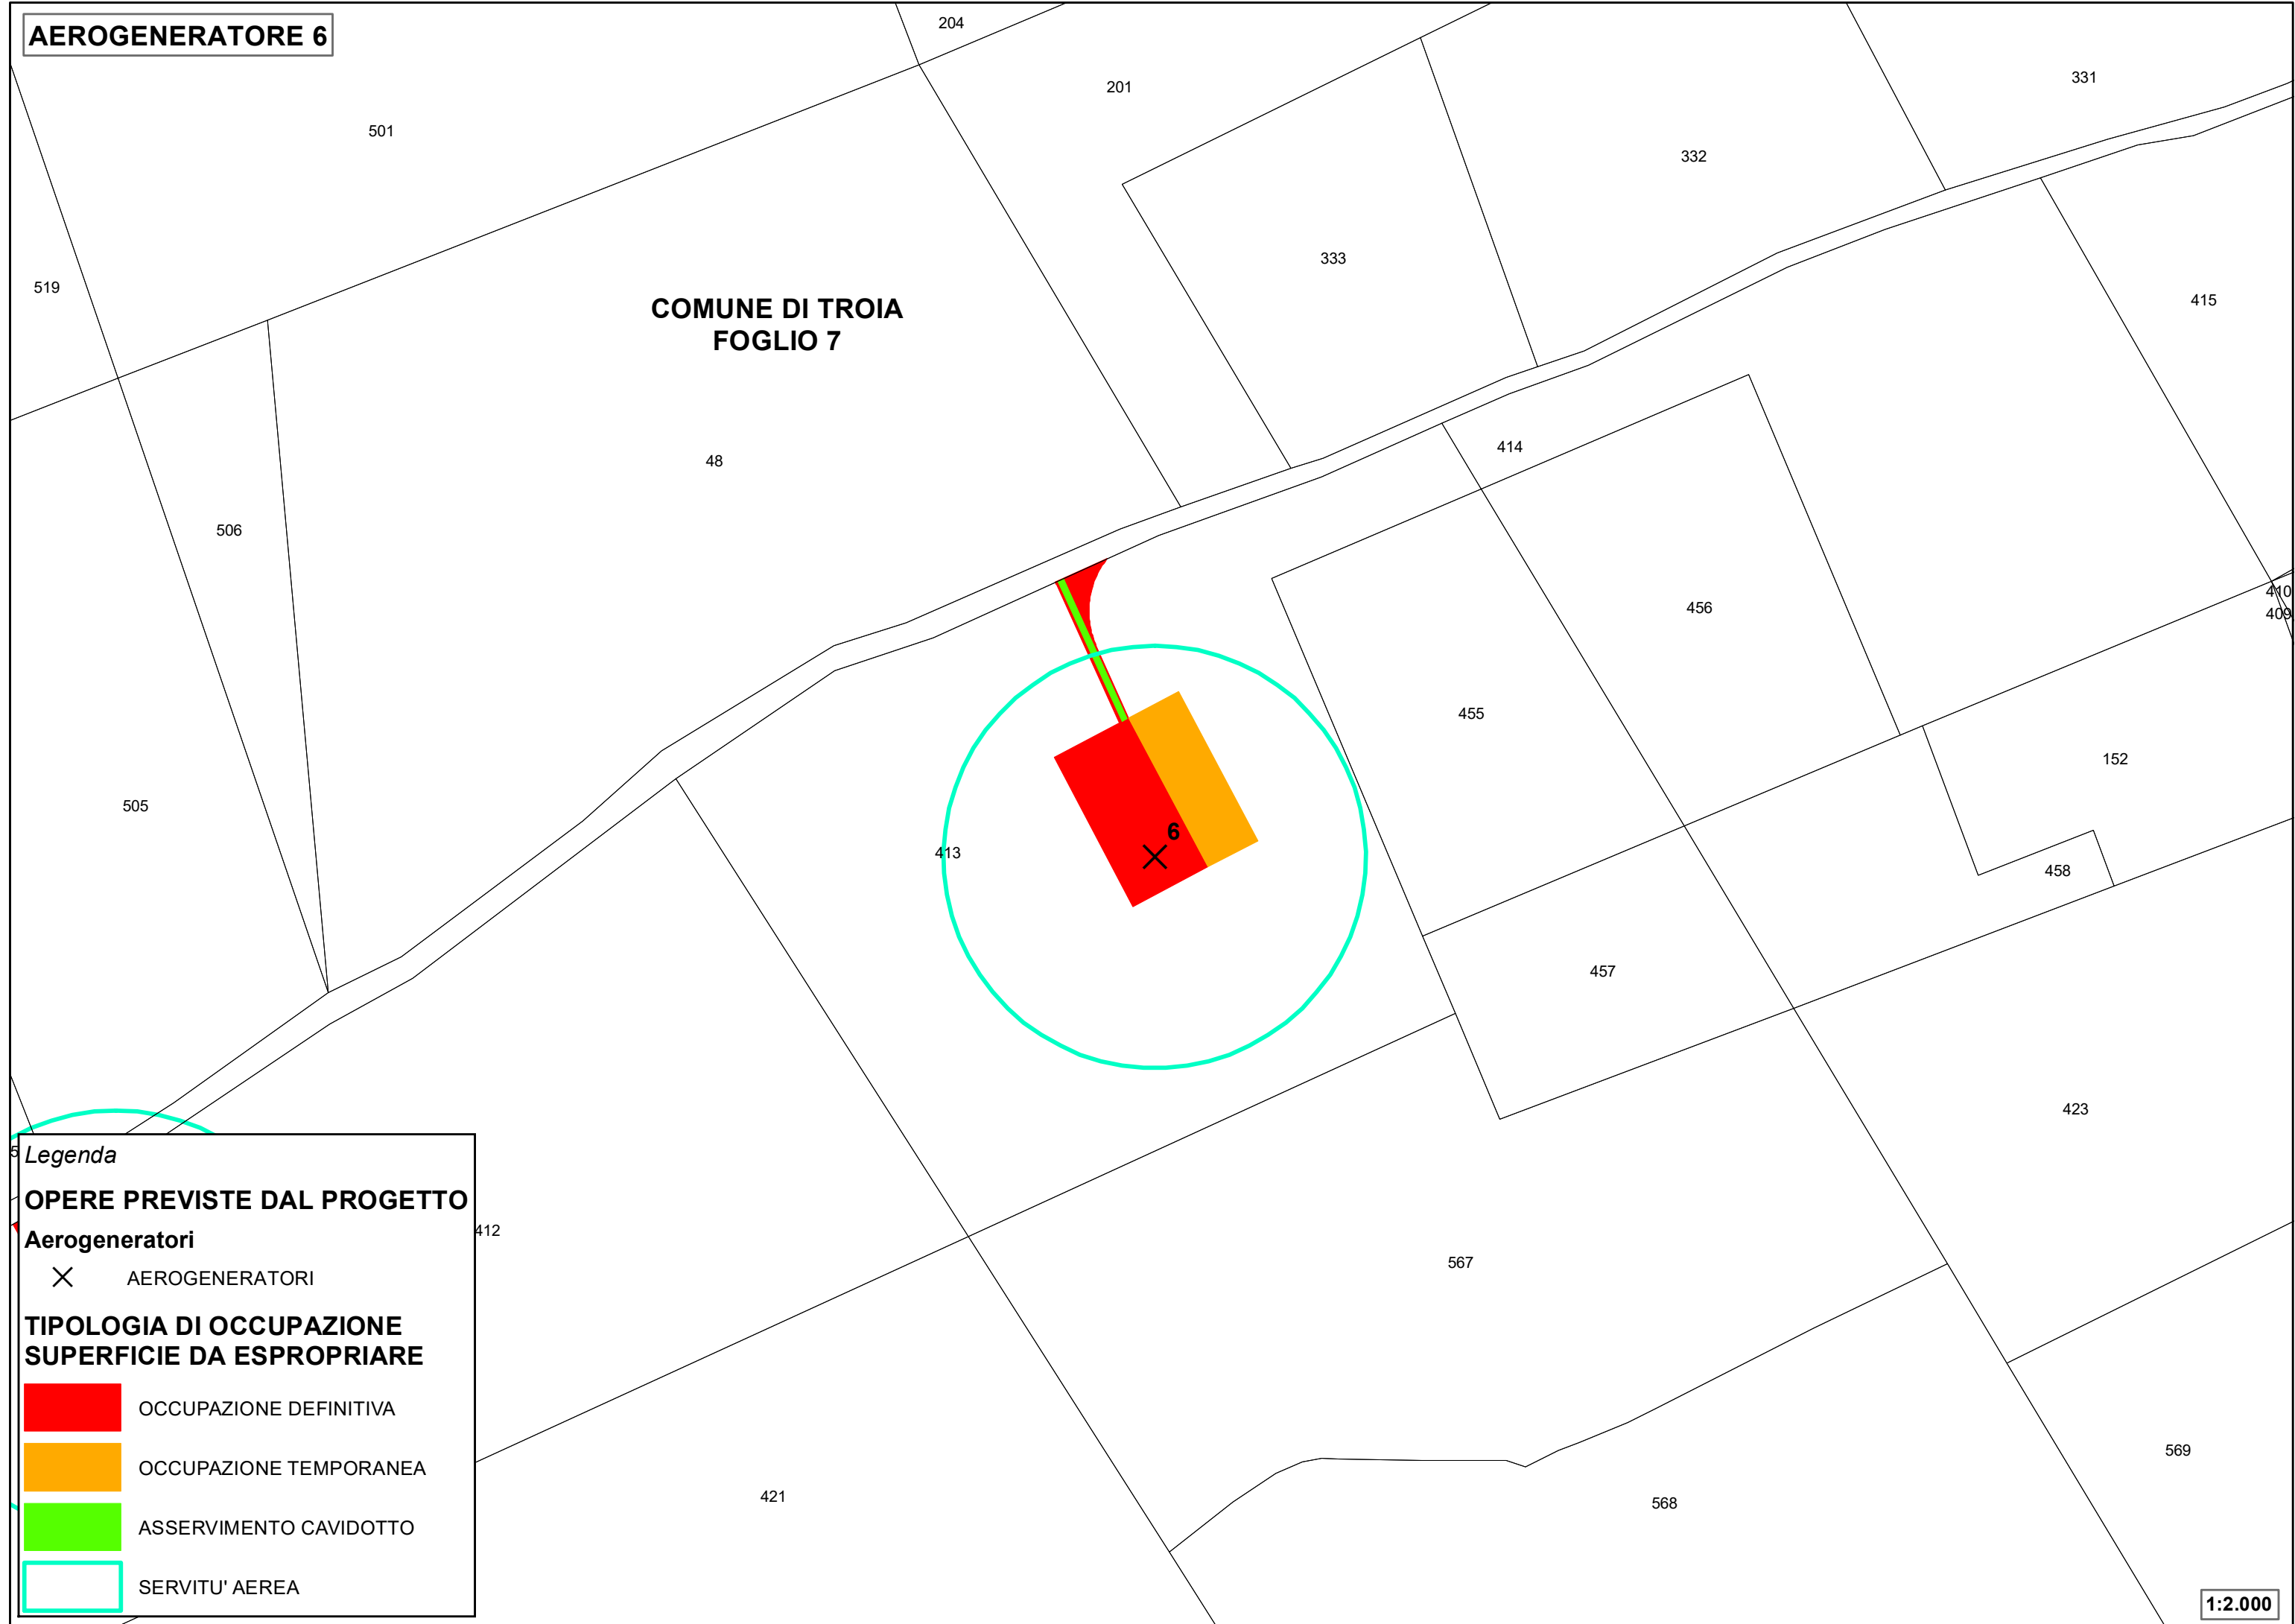 AEROGENERATORE 6
204
201
331
501
332
333
519
415
COMUNE DI TROIA
FOGLIO 7
414
48
506
410
409
456
455
152
505
6
413
458
457
423
5
Legenda
OPERE PREVISTE DAL PROGETTO
412
Aerogeneratori
567
AEROGENERATORI
TIPOLOGIA DI OCCUPAZIONE
SUPERFICIE DA ESPROPRIARE
OCCUPAZIONE DEFINITIVA
569
OCCUPAZIONE TEMPORANEA
421
568
ASSERVIMENTO CAVIDOTTO
SERVITU' AEREA
1:2.000